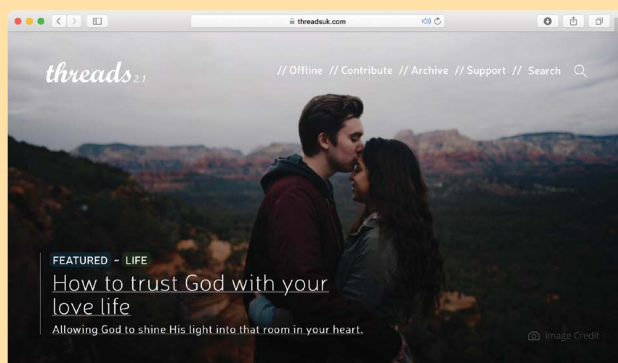 threadsuk.com
threads 2.1
// Offline // Contribute // Archive // Support // Search
FEATURED ~ LIFE
How to trust God with your
love life
Allowing God to shine His light into that room in your heart.
Image Credit